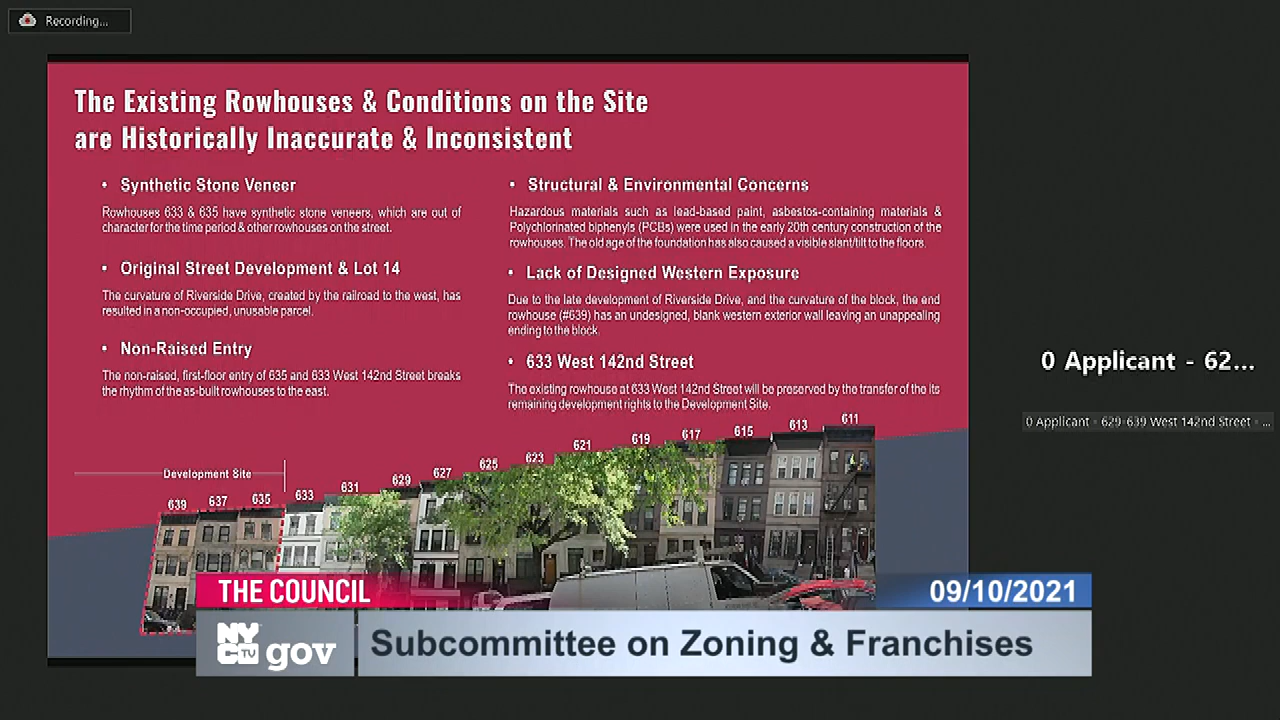 Recording...
The Existing Rowhouses & Conditions on the Site
are Historically Inaccurate & Inconsistent
• Synthetic Stone Veneer
Rowhouses 633 & 635 have synthetic stone veneers, which are out of
character for the time period & other rowhouses on the street.
• Original Street Development & Lot 14
The curvature of Riverside Drive, created by the railroad to the west, has
resulted in a non-occupied, unusable parcel.
• Non-Raised Entry
The non-raised, first-floor entry of 635 and 633 West 142nd Street breaks
the rhythm of the as-built rowhouses to the east.
• Structural & Environmental Concerns
Hazardous materials such as lead-based paint, asbestos-containing materials &
Polychlorinated biphenyls (PCBs) were used in the early 20th century construction of the
rowhouses. The old age of the foundation has also caused a visible slant/tilt to the floors.
• Lack of Designed Western Exposure
Due to the late development of Riverside Drive, and the curvature of the block, the end
rowhouse (#639) has an undesigned, blank western exterior wall leaving an unappealing
ending to the block.
• 633 West 142nd Street
The existing rowhouse at 633 West 142nd Street will be preserved by the transfer of the its
remaining development rights to the Development Site.
Development Site
639 637 635 633 631 629 627 625 623 621 619 617 615 613 611
0 Applicant - 62...
0 Applicant - 629-639 West 142nd Street - ...
THE COUNCIL
09/10/2021
NYC TV gov
Subcommittee on Zoning & Franchises